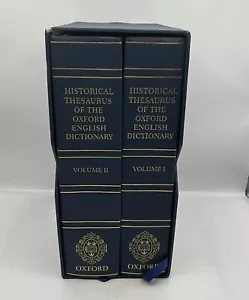 HISTORICAL
THESAURUS
OF THE
OXFORD
ENGLISH
DICTIONARY
VOLUME II
OXFORD
HISTORICAL
THESAURUS
OF THE
OXFORD
ENGLISH
DICTIONARY
VOLUME I
OXFORD